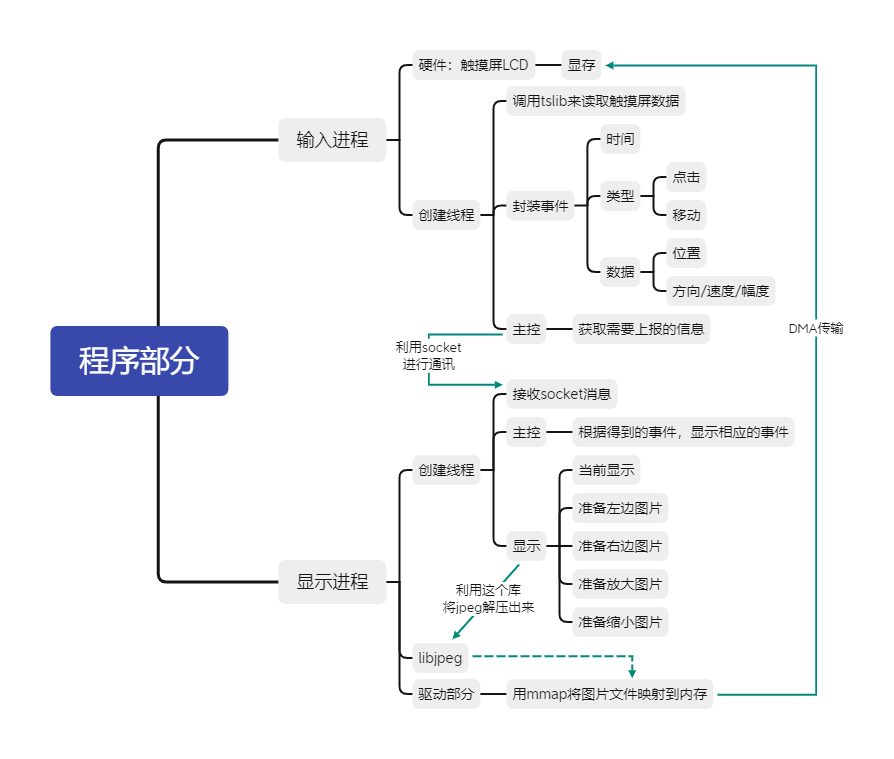 程序部分
输入进程
硬件：触摸屏LCD
显存
创建线程
调用tslib来读取触摸屏数据
封装事件
时间
类型
点击
移动
数据
位置
方向/速度/幅度
主控
获取需要上报的信息
利用socket
进行通讯
DMA传输
显示进程
创建线程
接收socket消息
主控
根据得到的事件，显示相应的事件
显示
当前显示
准备左边图片
准备右边图片
准备放大图片
准备缩小图片
利用这个库
将jpeg解压出来
libjpeg
驱动部分
用mmap将图片文件映射到内存